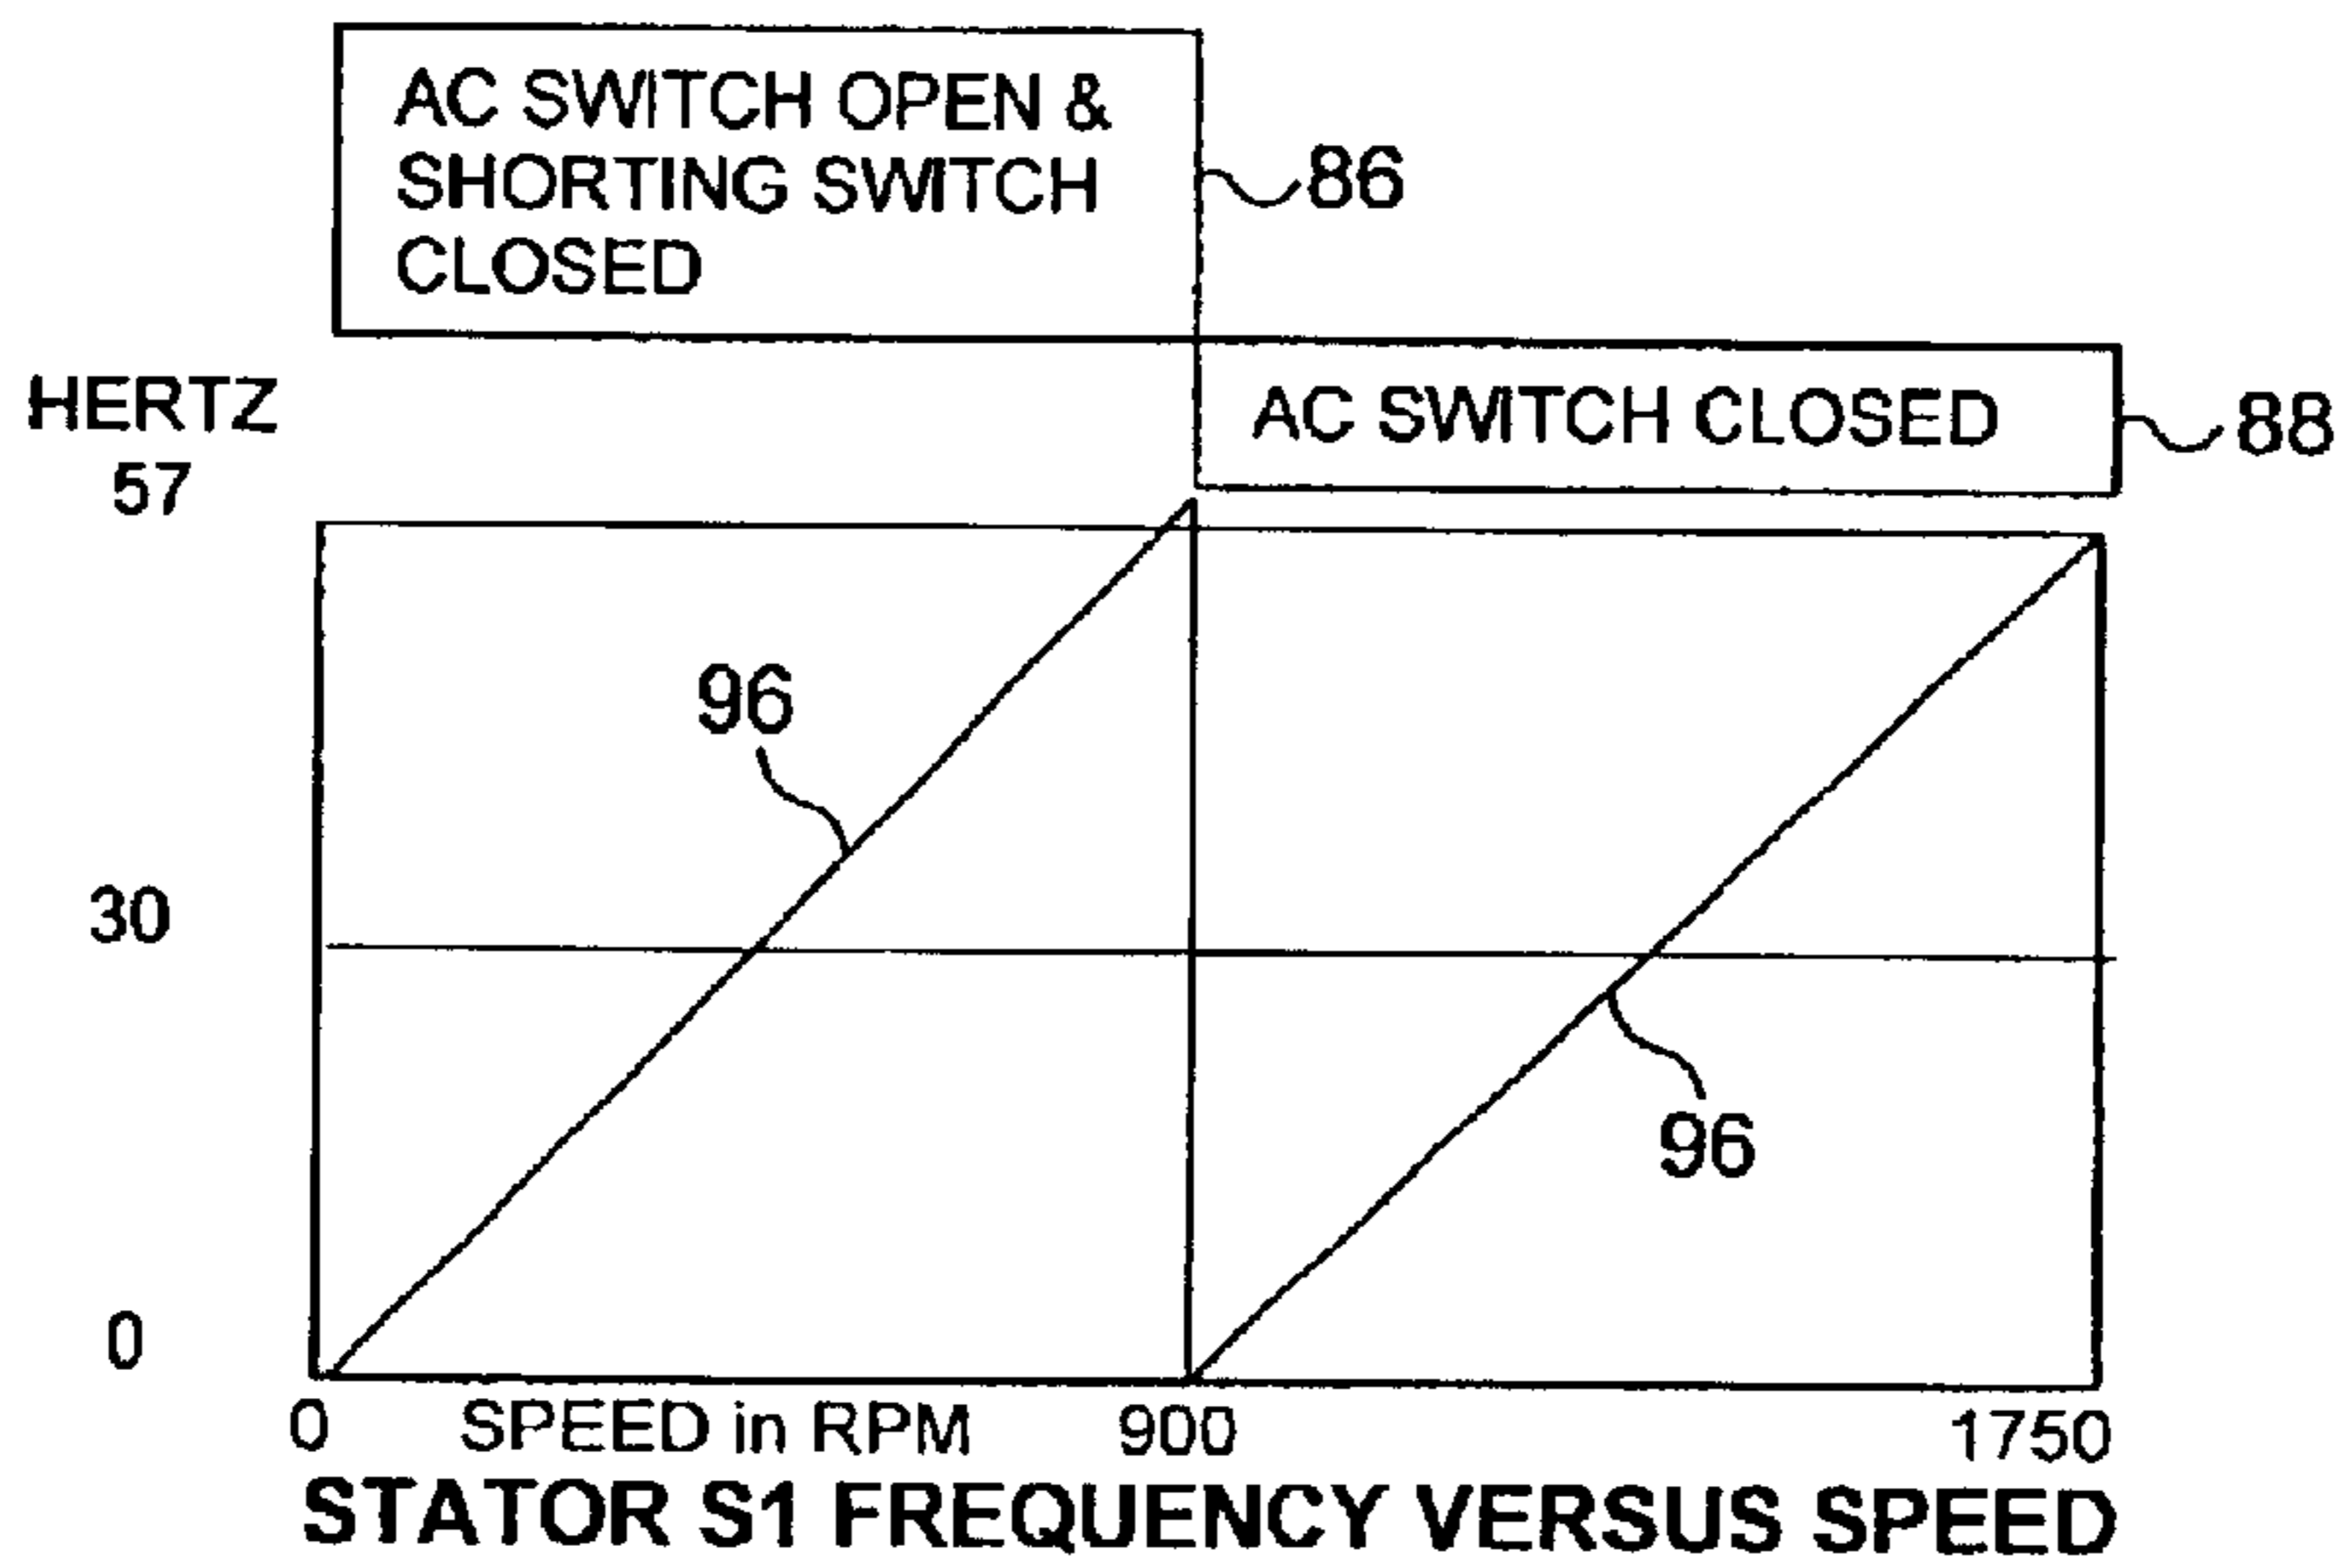 AC SWITCH OPEN &
SHORTING SWITCH
CLOSED
86
HERTZ
AC SWITCH CLOSED
88
57
96
30
96
0
0
SPEED in RPM
900
1750
STATOR S1 FREQUENCY VERSUS SPEED